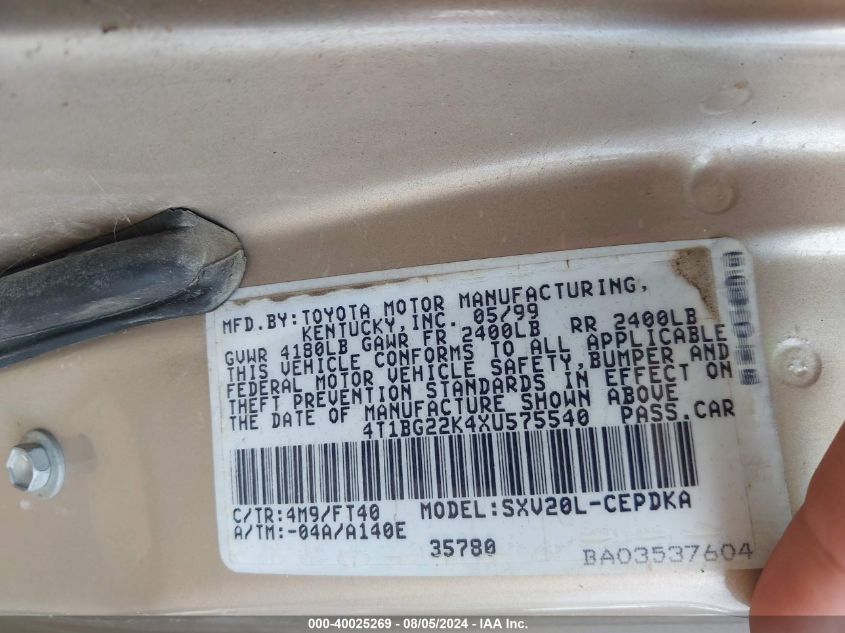 MFD.BY:TOYOTA MOTOR MANUFACTURING,
KENTUCKY,INC. 05/99
GVWR 4180LB GAWR FR 2400LB RR 2400LB
THIS VEHICLE CONFORMS TO ALL APPLICABLE
FEDERAL MOTOR VEHICLE SAFETY,BUMPER AND
THEFT PREVENTION STANDARDS IN EFFECT ON
THE DATE OF MANUFACTURE SHOWN ABOVE
4T1BG22K4XU575540 PASS.CAR
C/TR:4M9/FT40 MODEL:SXV20L-CEPDKA
A/TM:-04A/A140E
35780
BA03537604
000-40025269 - 08/05/2024 - IAA Inc.